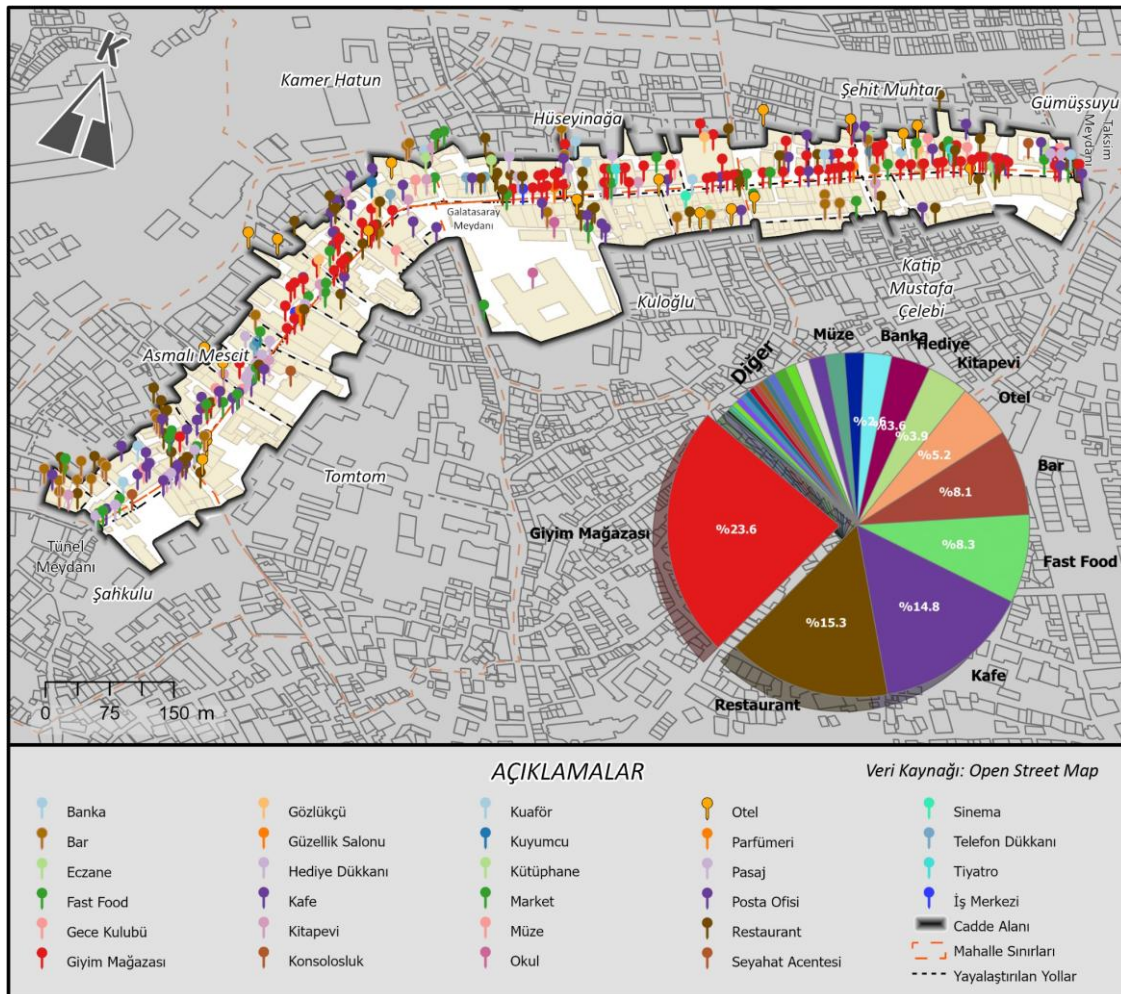 K
Kamer Hatun
Hüseyinağa
Şehit Muhtar
Gümüşsuyu
Taksim
Meydanı
Galatasaray
Meydanı
Kuloğlu
Katip
Mustafa
Çelebi
Asmalı Mescit
Tomtom
Tünel
Meydanı
Şahkulu
0 75 150 m
Diğer
Müze
Banka
Hediye
Kitapevi
Otel
Bar
Fast Food
Kafe
Restaurant
Giyim Mağazası
%2.6
%3.6
%3.9
%5.2
%8.1
%8.3
%14.8
%15.3
%23.6
AÇIKLAMALAR
Veri Kaynağı: Open Street Map
Banka
Bar
Eczane
Fast Food
Gece Kulubü
Giyim Mağazası
Gözlükçü
Güzellik Salonu
Hediye Dükkanı
Kafe
Kitapevi
Konsolosluk
Kuaför
Kuyumcu
Kütüphane
Market
Müze
Okul
Otel
Parfümeri
Pasaj
Posta Ofisi
Restaurant
Seyahat Acentesi
Sinema
Telefon Dükkanı
Tiyatro
İş Merkezi
Cadde Alanı
Mahalle Sınırları
Yayalaştırılan Yollar